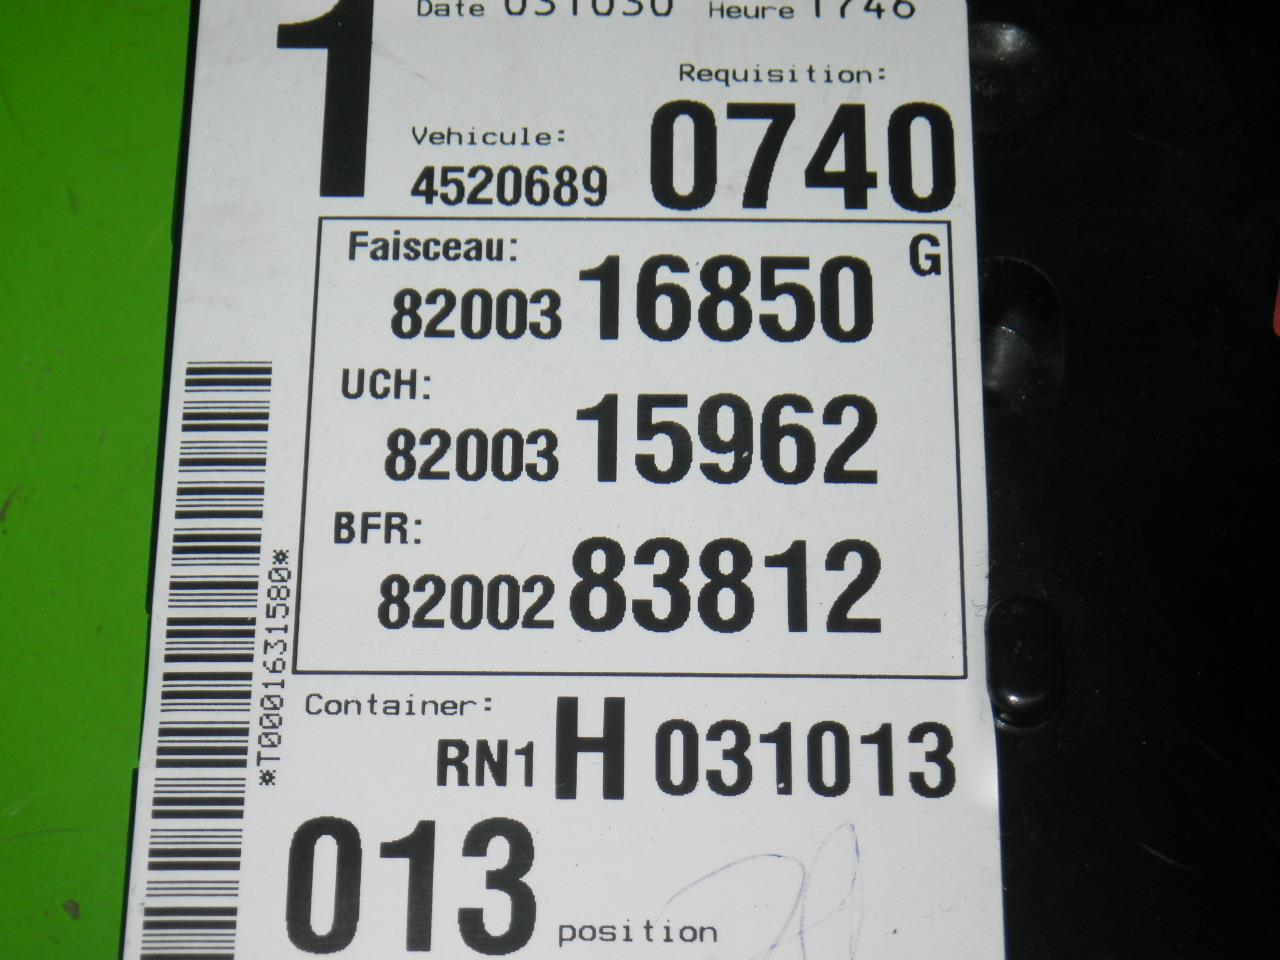 1
Date 031030 Heure 1746
Requisition:
Vehicule:
4520689 0740
Faisceau: G
82003 16850
UCH:
82003 15962
BFR:
82002 83812
*T0001631580*
Container:
RN1 H 031013
013 position